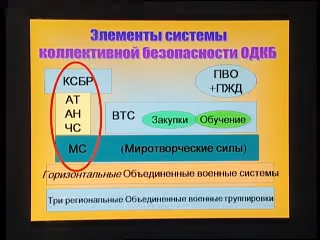 Элементы системы
коллективной безопасности ОДКБ
КСБР
ПВО
+ПЖД
АТ
АН
ЧС
ВТС
Закупки
Обучение
МС
(Миротворческие силы)
Горизонтальные Объединенные военные системы
Три региональные Объединенные военные группировки